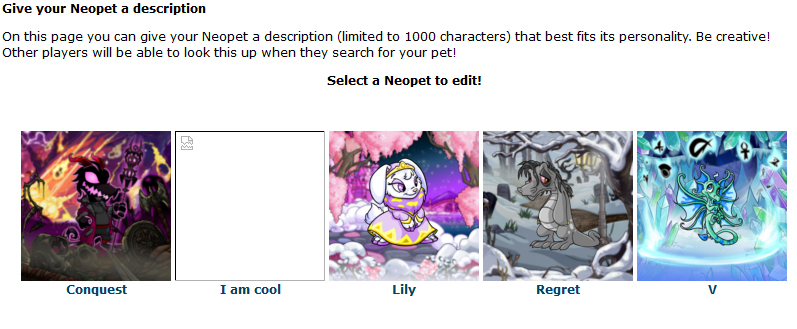 Give your Neopet a description
On this page you can give your Neopet a description (limited to 1000 characters) that best fits its personality. Be creative!
Other players will be able to look this up when they search for your pet!
Select a Neopet to edit!
Conquest
I am cool
Lily
Regret
V